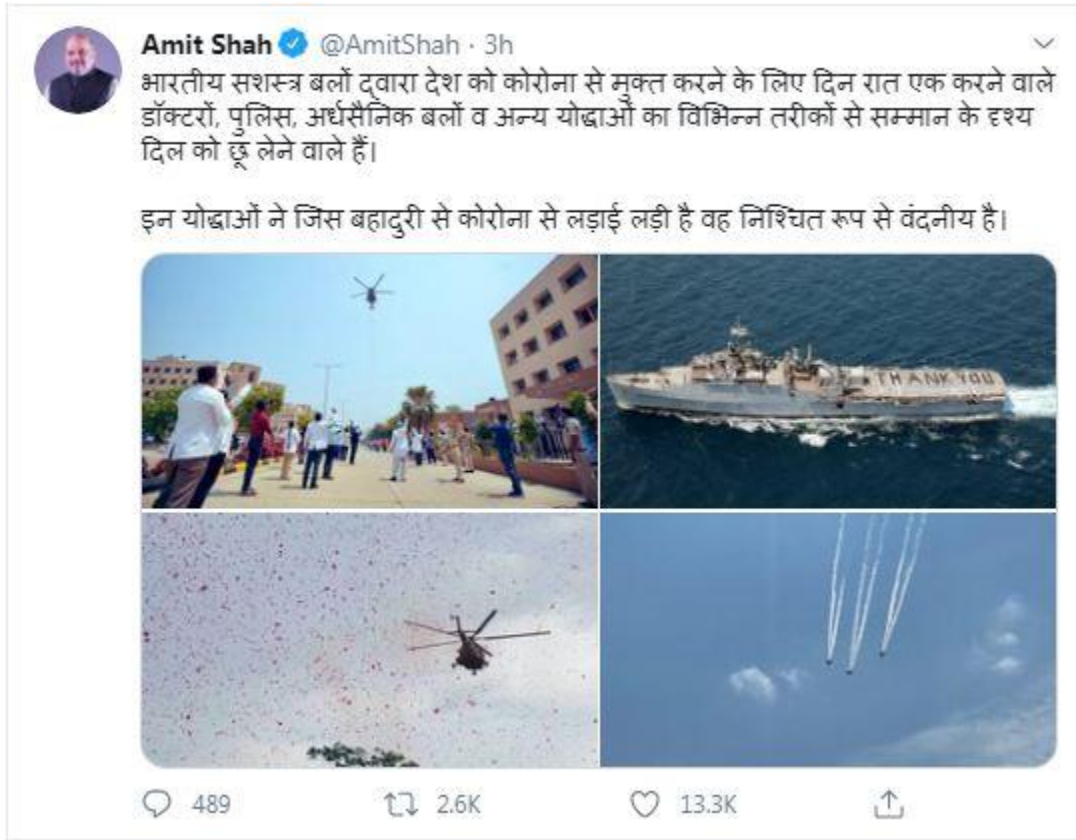 Amit Shah @AmitShah · 3h
भारतीय सशस्त्र बलों द्वारा देश को कोरोना से मुक्त करने के लिए दिन रात एक करने वाले
डॉक्टरों, पुलिस, अर्धसैनिक बलों व अन्य योद्धाओं का विभिन्न तरीकों से सम्मान के दृश्य
दिल को छू लेने वाले हैं।
इन योद्धाओं ने जिस बहादुरी से कोरोना से लड़ाई लड़ी है वह निश्चित रूप से वंदनीय है।
THANK YOU
489 2.6K 13.3K